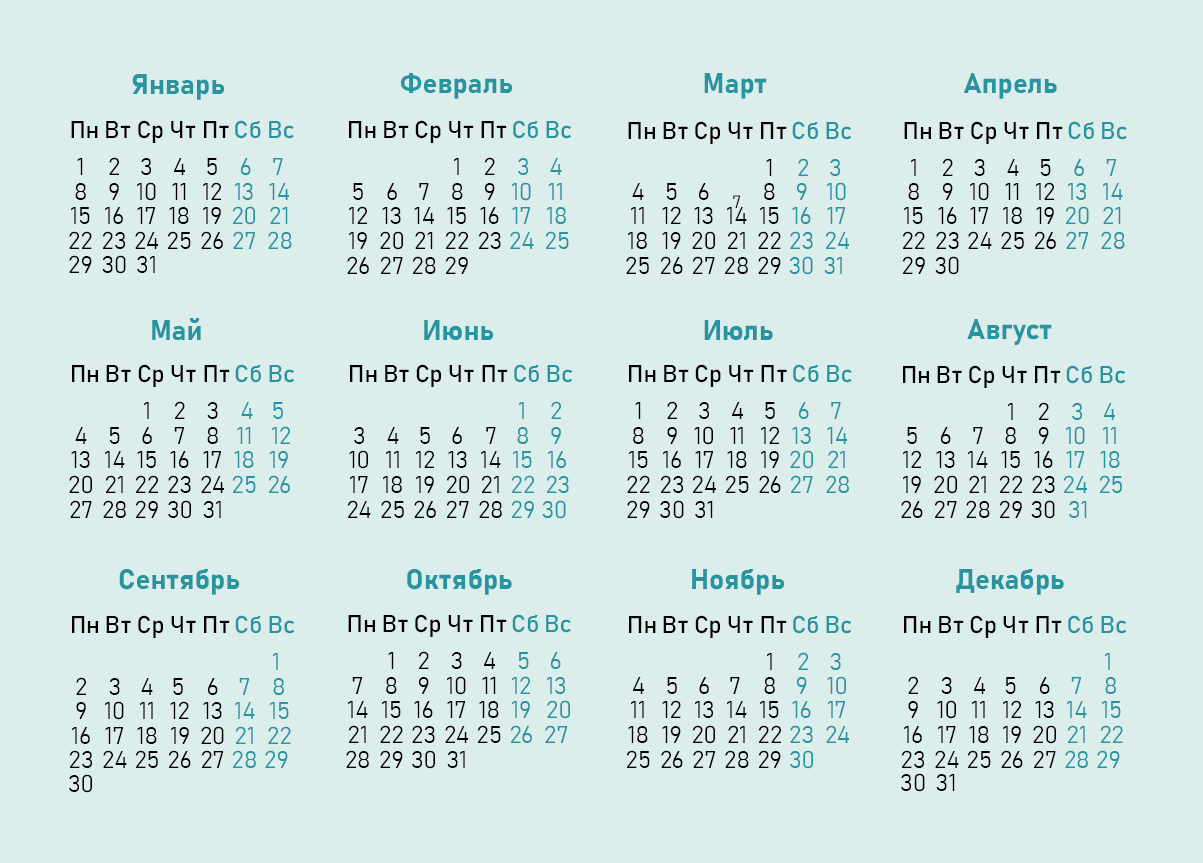 Январь
Пн Вт Ср Чт Пт Сб Вс
1 2 3 4 5 6 7
8 9 10 11 12 13 14
15 16 17 18 19 20 21
22 23 24 25 26 27 28
29 30 31
Февраль
Пн Вт Ср Чт Пт Сб Вс
1 2 3 4
5 6 7 8 9 10 11
12 13 14 15 16 17 18
19 20 21 22 23 24 25
26 27 28 29
Март
Пн Вт Ср Чт Пт Сб Вс
1 2 3
4 5 6 7 8 9 10
11 12 13 14 15 16 17
18 19 20 21 22 23 24
25 26 27 28 29 30 31
Апрель
Пн Вт Ср Чт Пт Сб Вс
1 2 3 4 5 6 7
8 9 10 11 12 13 14
15 16 17 18 19 20 21
22 23 24 25 26 27 28
29 30
Май
Пн Вт Ср Чт Пт Сб Вс
1 2 3 4 5
4 5 6 7 8 11 12
13 14 15 16 17 18 19
20 21 22 23 24 25 26
27 28 29 30 31
Июнь
Пн Вт Ср Чт Пт Сб Вс
1 2
3 4 5 6 7 8 9
10 11 12 13 14 15 16
17 18 19 20 21 22 23
24 25 26 27 28 29 30
Июль
Пн Вт Ср Чт Пт Сб Вс
1 2 3 4 5 6 7
8 9 10 11 12 13 14
15 16 17 18 19 20 21
22 23 24 25 26 27 28
29 30 31
Август
Пн Вт Ср Чт Пт Сб Вс
1 2 3 4
5 6 7 8 9 10 11
12 13 14 15 16 17 18
19 20 21 22 23 24 25
26 27 28 29 30 31
Сентябрь
Пн Вт Ср Чт Пт Сб Вс
1
2 3 4 5 6 7 8
9 10 11 12 13 14 15
16 17 18 19 20 21 22
23 24 25 26 27 28 29
30
Октябрь
Пн Вт Ср Чт Пт Сб Вс
1 2 3 4 5 6
7 8 9 10 11 12 13
14 15 16 17 18 19 20
21 22 23 24 25 26 27
28 29 30 31
Ноябрь
Пн Вт Ср Чт Пт Сб Вс
1 2 3
4 5 6 7 8 9 10
11 12 13 14 15 16 17
18 19 20 21 22 23 24
25 26 27 28 29 30
Декабрь
Пн Вт Ср Чт Пт Сб Вс
1
2 3 4 5 6 7 8
9 10 11 12 13 14 15
16 17 18 19 20 21 22
23 24 25 26 27 28 29
30 31